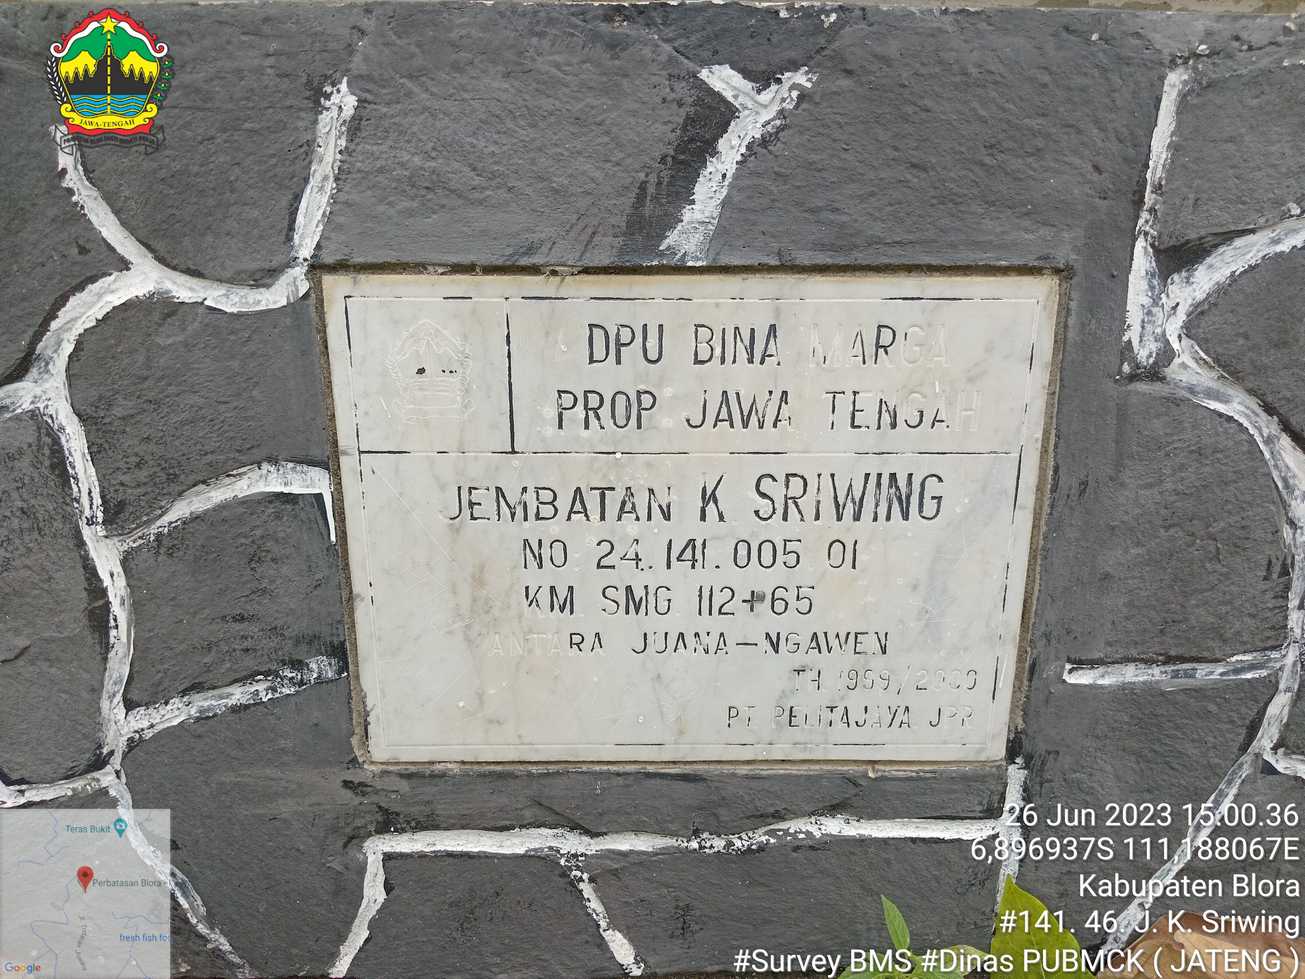 JAWA-TENGAH
DPU BINA MARGA
PROP JAWA TENGAH
JEMBATAN K SRIWING
NO 24.141.005 01
KM SMG 112+65
ANTARA JUANA-NGAWEN
TH 1999/2000
PT PELITAJAYA JPR
26 Jun 2023 15:00.36
6,896937S 111,188067E
Kabupaten Blora
#141. 46. J. K. Sriwing
#Survey BMS #Dinas PUBMCK ( JATENG )
Teras Bukit
Perbatasan Blora -
fresh fish fo
Google